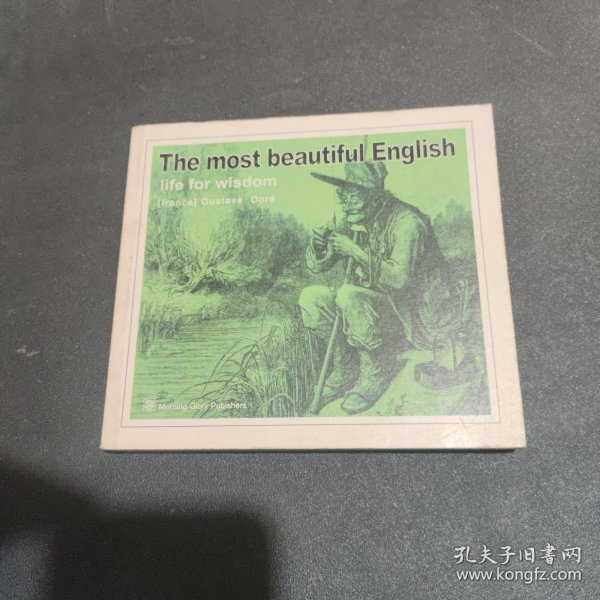 The most beautiful English
life for wisdom
[france] Gustave Doré
Morning Glory Publishers
孔夫子旧書网
www.kongfz.com